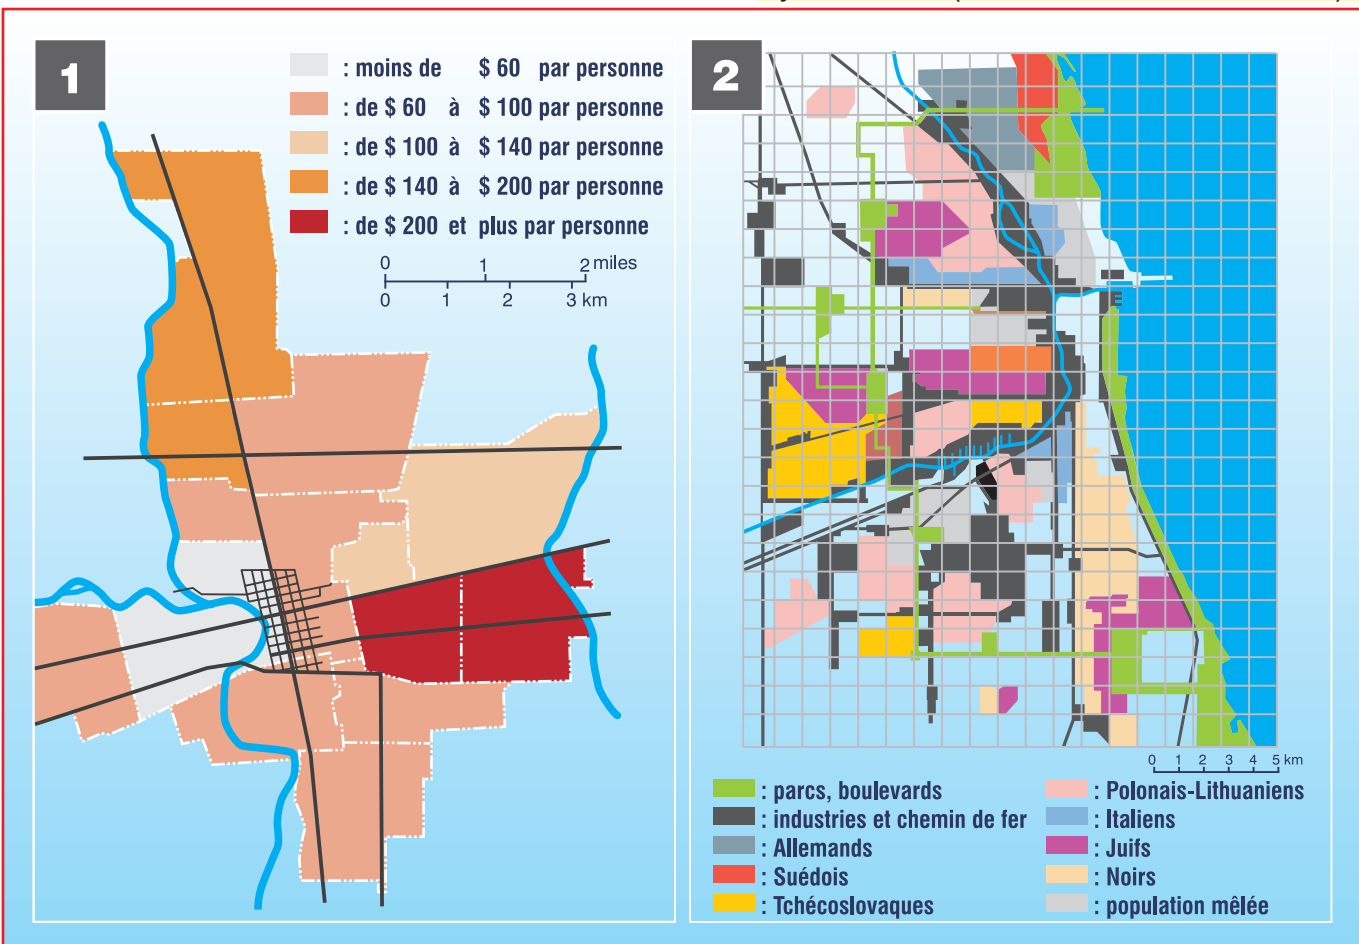 1
: moins de $ 60 par personne
: de $ 60 à $ 100 par personne
: de $ 100 à $ 140 par personne
: de $ 140 à $ 200 par personne
: de $ 200 et plus par personne
0 1 2 miles
0 1 2 3 km
2
0 1 2 3 4 5 km
: parcs, boulevards
: industries et chemin de fer
: Allemands
: Suédois
: Tchécoslovaques
: Polonais-Lithuaniens
: Italiens
: Juifs
: Noirs
: population mêlée